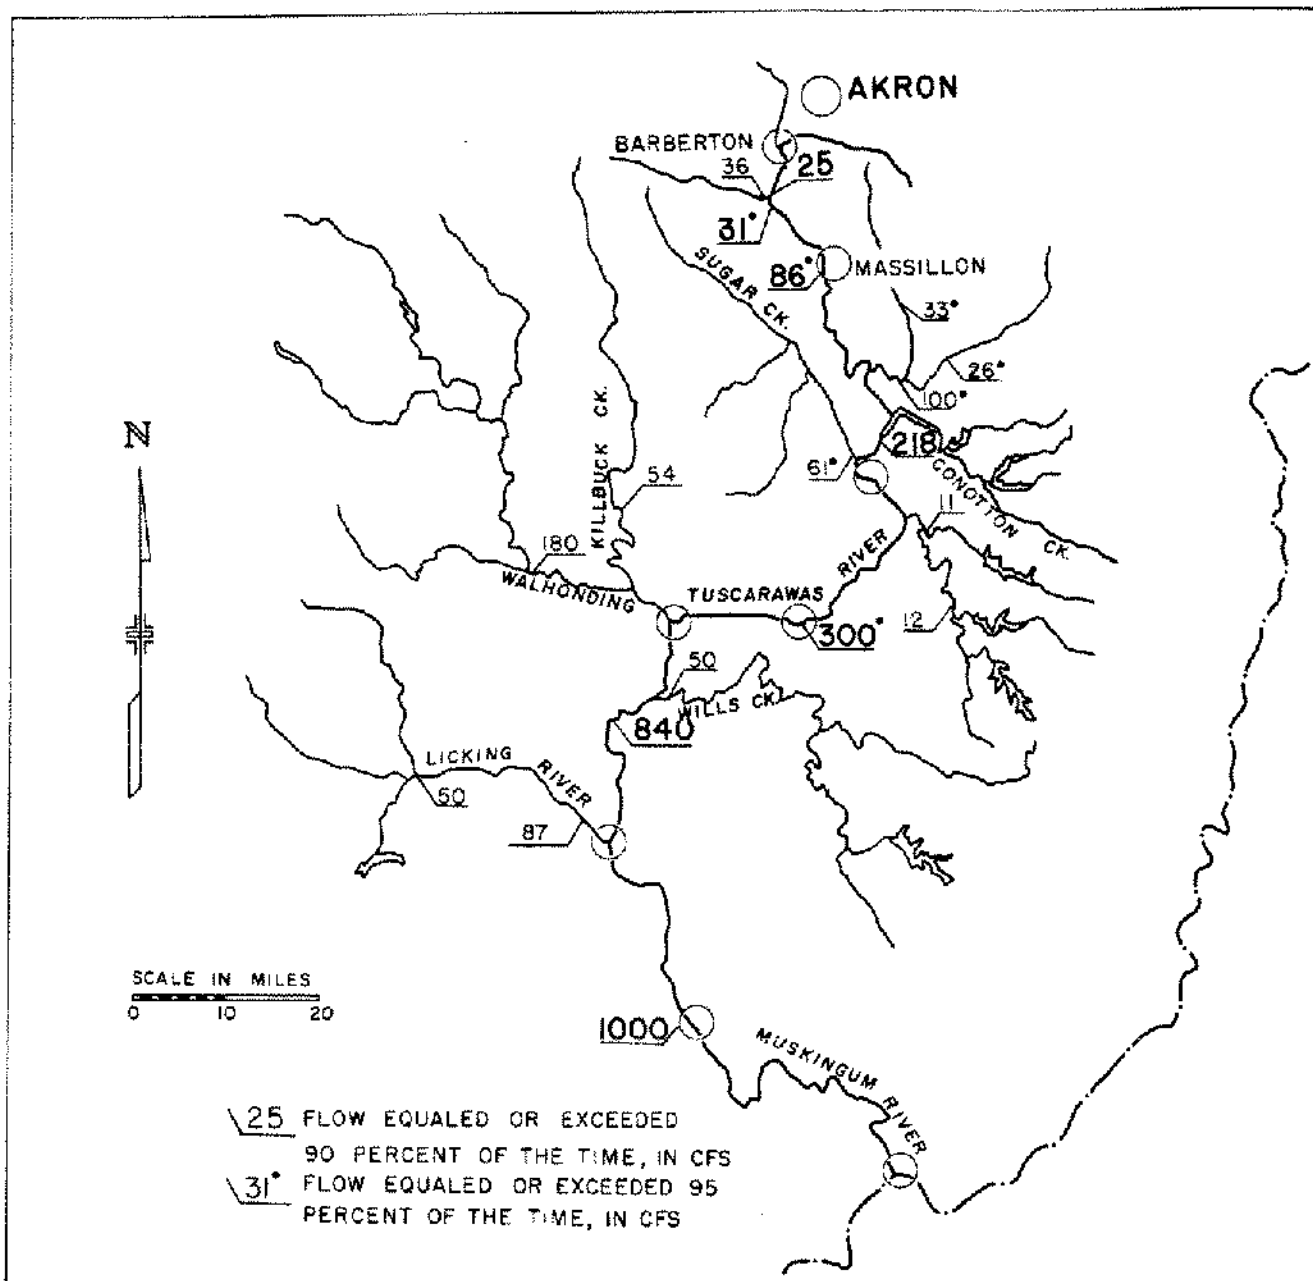 AKRON
BARBERTON
36
25
31*
SUGAR CK.
86*
MASSILLON
33*
26*
100*
N
KILLBUCK CK.
218
61*
CONOTTON CK.
54
11
180
WALHONDING
TUSCARAWAS RIVER
300*
12
50
WILLS CK.
840
LICKING RIVER
50
87
SCALE IN MILES
0 10 20
1000
MUSKINGUM RIVER
25 FLOW EQUALED OR EXCEEDED
90 PERCENT OF THE TIME, IN CFS
31* FLOW EQUALED OR EXCEEDED 95
PERCENT OF THE TIME, IN CFS